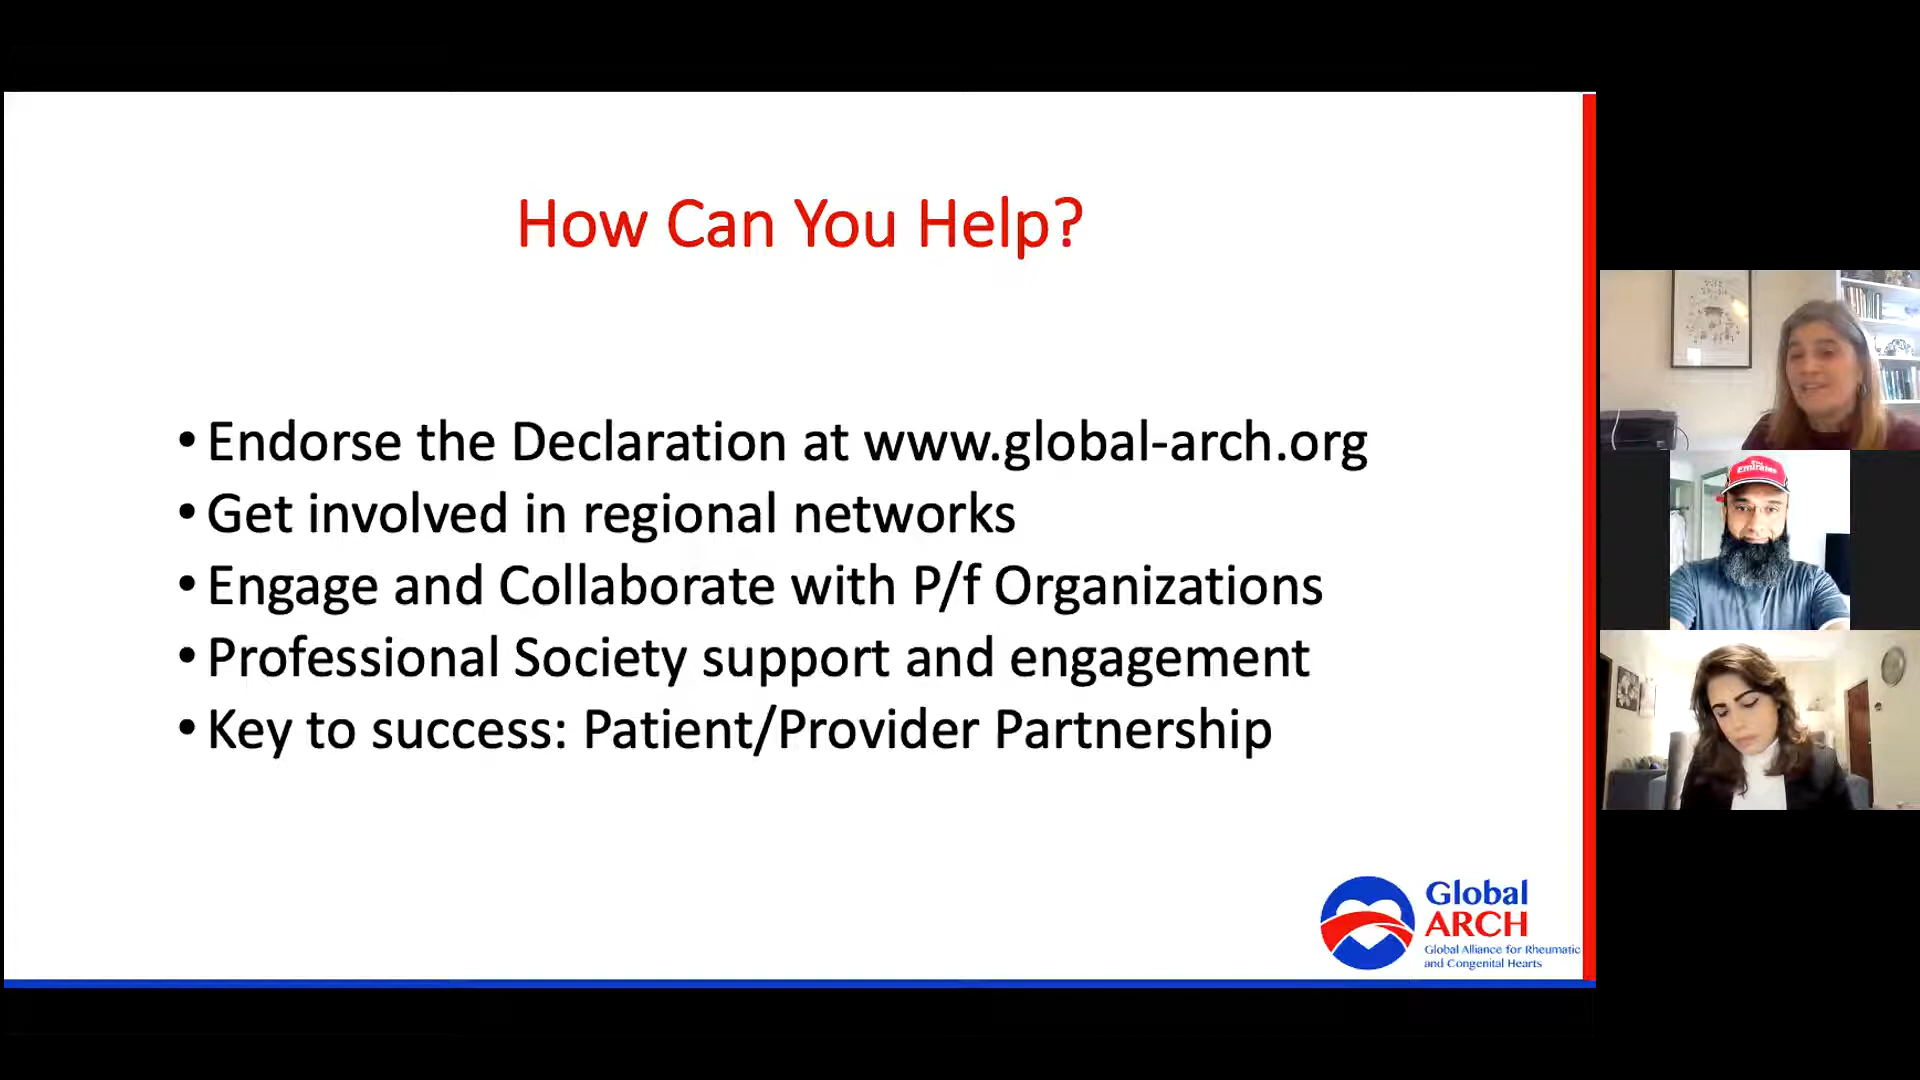 How Can You Help?
• Endorse the Declaration at www.global-arch.org
• Get involved in regional networks
• Engage and Collaborate with P/f Organizations
• Professional Society support and engagement
• Key to success: Patient/Provider Partnership
Global
ARCH
Global Alliance for Rheumatic
and Congenital Hearts
Emirates